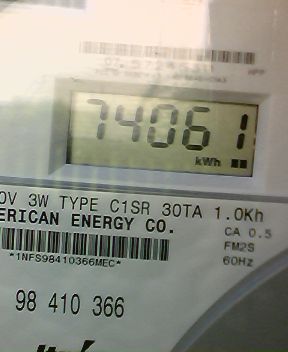 74061
kWh
0V 3W TYPE C1SR 30TA 1.0Kh
ERICAN ENERGY CO.
CA 0.5
FM2S
*1NFS98410366MEC*
60Hz
98 410 366